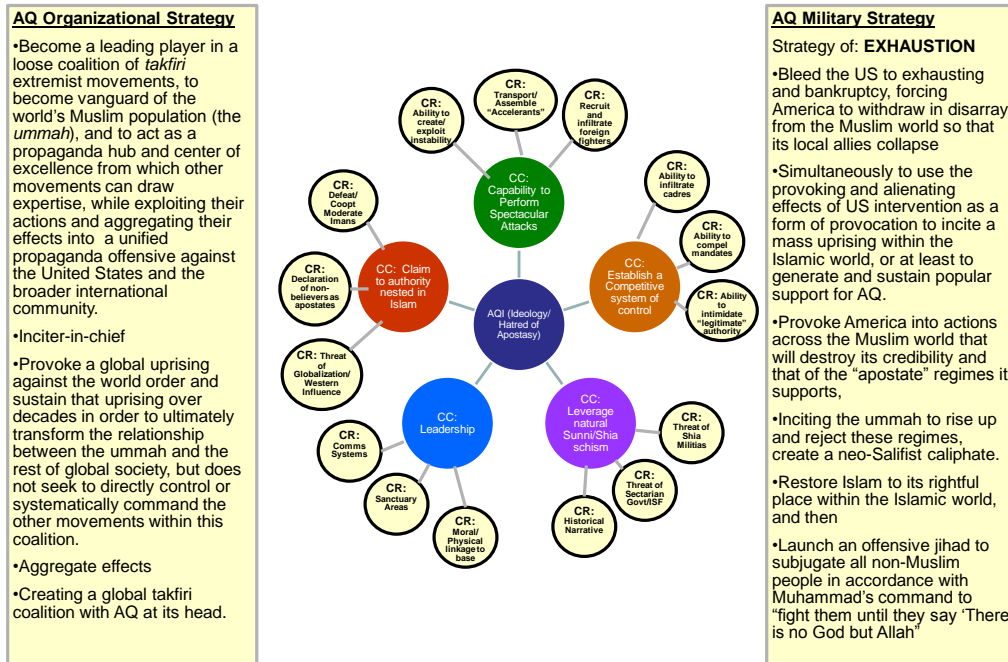 AQ Organizational Strategy
•Become a leading player in a
loose coalition of takfiri
extremist movements, to
become vanguard of the
world's Muslim population (the
ummah), and to act as a
propaganda hub and center of
excellence from which other
movements can draw
expertise, while exploiting their
actions and aggregating their
effects into a unified
propaganda offensive against
the United States and the
broader international
community.
•Inciter-in-chief
•Provoke a global uprising
against the world order and
sustain that uprising over
decades in order to ultimately
transform the relationship
between the ummah and the
rest of global society, but does
not seek to directly control or
systematically command the
other movements within this
coalition.
•Aggregate effects
•Creating a global takfiri
coalition with AQ at its head.
CR:
Ability to
create/
exploit
instability
CR:
Transport/
Assemble
"Accelerants"
CR:
Recruit
and
infiltrate
foreign
fighters
CC:
Capability to
Perform
Spectacular
Attacks
CR:
Defeat/
Coopt
Moderate
Imans
CR:
Declaration
of non-
believers as
apostates
CR: Threat
of
Globalization/
Western
Influence
CC: Claim
to authority
nested in
Islam
CR:
Ability to
infiltrate
cadres
CR:
Ability to
compel
mandates
CR: Ability
to
intimidate
"legitimate"
authority
CC:
Establish a
Competitive
system of
control
AQI (Ideology/
Hatred of
Apostasy)
CC:
Leadership
CR:
Comms
Systems
CR:
Sanctuary
Areas
CR:
Moral/
Physical
linkage to
base
CC:
Leverage
natural
Sunni/Shia
schism
CR:
Threat of
Shia
Militias
CR:
Threat of
Sectarian
Govt/ISF
CR:
Historical
Narrative
AQ Military Strategy
Strategy of: EXHAUSTION
•Bleed the US to exhausting
and bankruptcy, forcing
America to withdraw in disarray
from the Muslim world so that
its local allies collapse
•Simultaneously to use the
provoking and alienating
effects of US intervention as a
form of provocation to incite a
mass uprising within the
Islamic world, or at least to
generate and sustain popular
support for AQ.
•Provoke America into actions
across the Muslim world that
will destroy its credibility and
that of the "apostate" regimes it
supports,
•Inciting the ummah to rise up
and reject these regimes,
create a neo-Salifist caliphate.
•Restore Islam to its rightful
place within the Islamic world,
and then
•Launch an offensive jihad to
subjugate all non-Muslim
people in accordance with
Muhammad's command to
"fight them until they say 'There
is no God but Allah"